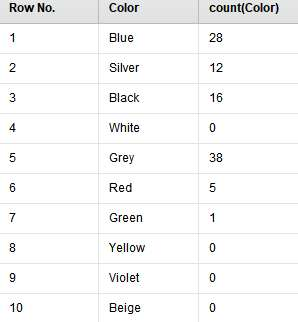 Row No. Color count(Color)
1 Blue 28
2 Silver 12
3 Black 16
4 White 0
5 Grey 38
6 Red 5
7 Green 1
8 Yellow 0
9 Violet 0
10 Beige 0